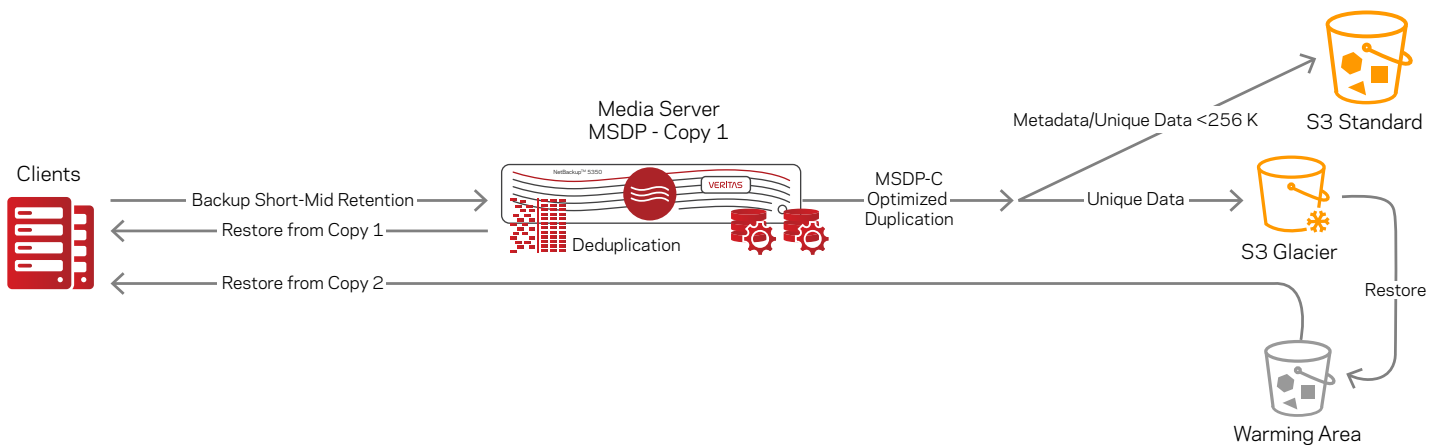 Clients
Backup Short-Mid Retention
Restore from Copy 1
Restore from Copy 2
Media Server
MSDP - Copy 1
NetBackup™ 5350
VERITAS
Deduplication
MSDP-C
Optimized
Duplication
Metadata/Unique Data <256 K
S3 Standard
Unique Data
S3 Glacier
Restore
Warming Area